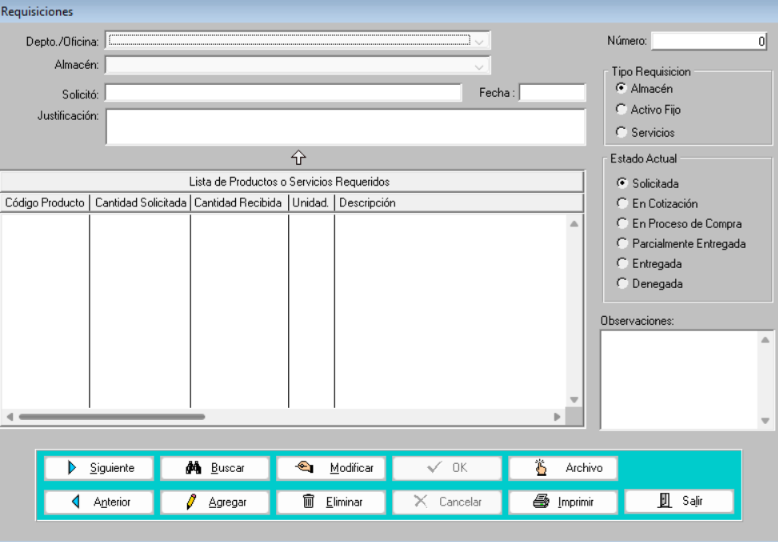 Requisiciones
Depto./Oficina:
Número: 0
Almacén:
Solicitó:
Fecha :
Justificación:
Tipo Requisicion
Almacén
Activo Fijo
Servicios
Estado Actual
Solicitada
En Cotización
En Proceso de Compra
Parcialmente Entregada
Entregada
Denegada
Lista de Productos o Servicios Requeridos
Código Producto Cantidad Solicitada Cantidad Recibida Unidad. Descripción
Observaciones:
Siguiente Buscar Modificar OK Archivo
Anterior Agregar Eliminar Cancelar Imprimir Salir